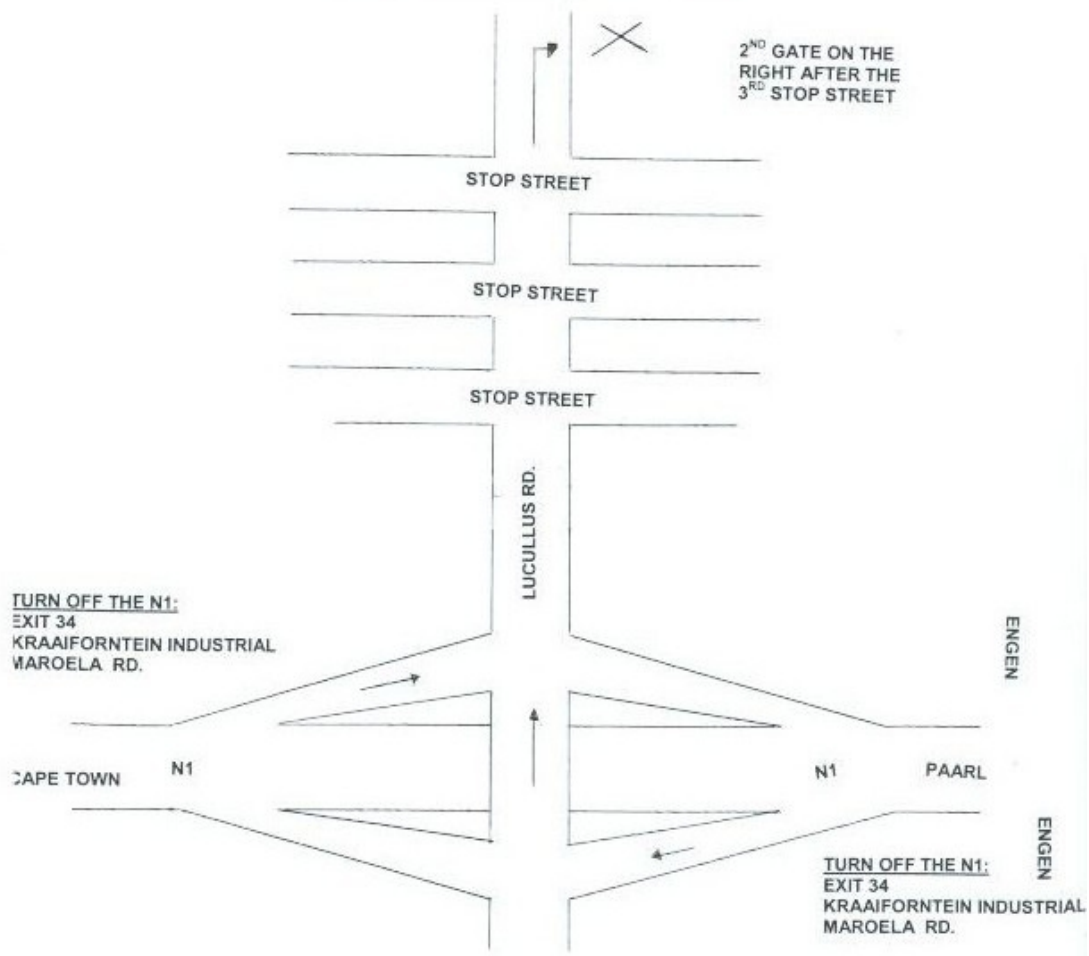 2ND GATE ON THE
RIGHT AFTER THE
3RD STOP STREET
STOP STREET
STOP STREET
STOP STREET
LUCULLUS RD.
TURN OFF THE N1:
EXIT 34
KRAAIFORNTEIN INDUSTRIAL
MAROELA RD.
ENGEN
CAPE TOWN
N1
N1
PAARL
ENGEN
TURN OFF THE N1:
EXIT 34
KRAAIFORNTEIN INDUSTRIAL
MAROELA RD.